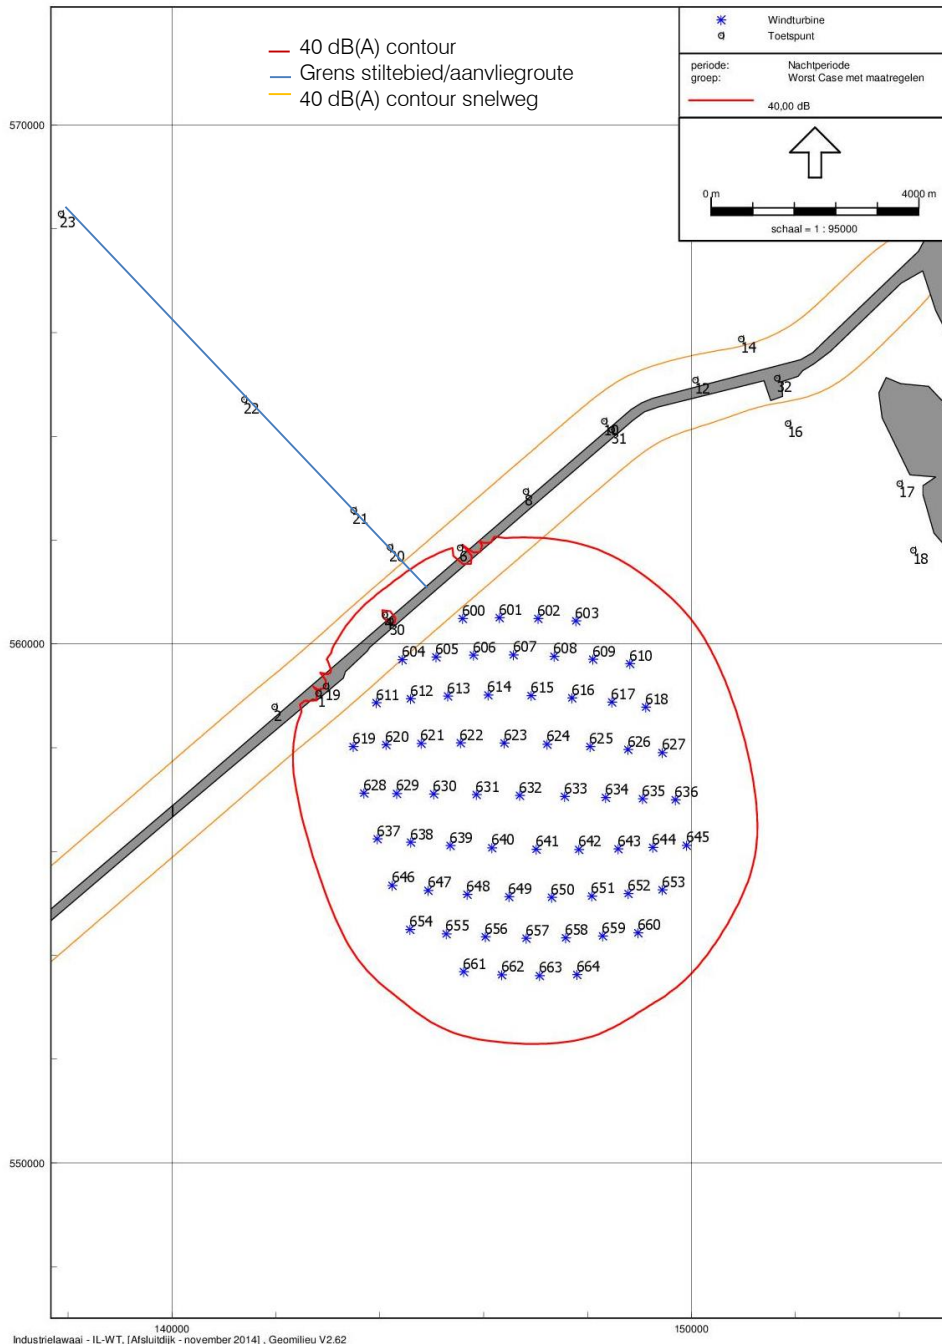 40 dB(A) contour
Grens stiltebied/aanvliegroute
40 dB(A) contour snelweg
Windturbine
Toetspunt
periode: Nachtperiode
groep: Worst Case met maatregelen
40,00 dB
0 m 4000 m
schaal = 1 : 95000
570000
23
14
12
32
22
10
31
16
8
17
21
20
6
18
600 601 602 603
30
560000
604 605 606 607 608 609 610
19
1
2
611 612 613 614 615 616 617 618
619 620 621 622 623 624 625 626 627
628 629 630 631 632 633 634 635 636
637 638 639 640 641 642 643 644 645
646 647 648 649 650 651 652 653
654 655 656 657 658 659 660
661 662 663 664
550000
140000 150000
Industrielawaai - IL-WT, [Afsluitdijk - november 2014] , Geomilieu V2.62